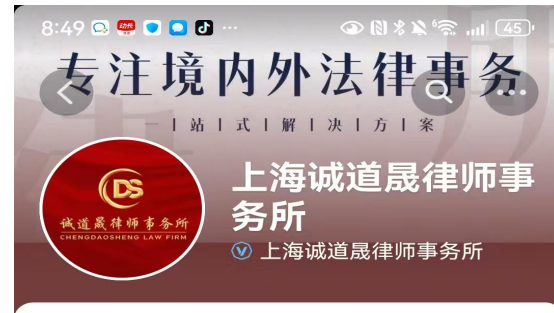 8:49
45
专注境内外法律事务
一 | 站 | 式 | 解 | 决 | 方 | 案
DS
诚道晟律师事务所
CHENGDAOSHENG LAW FIRM
上海诚道晟律师事
务所
上海诚道晟律师事务所